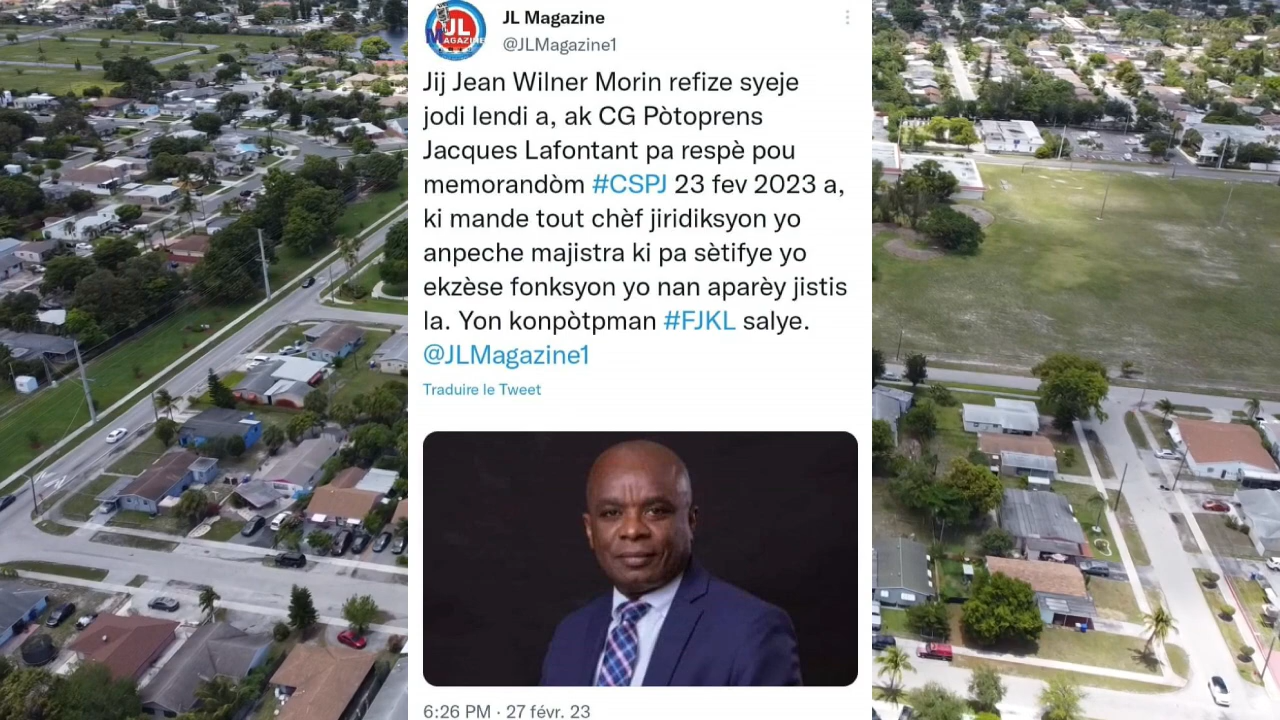 JL
MAGAZINE
JL Magazine
@JLMagazine1
Jij Jean Wilner Morin refize syeje
jodi lendi a, ak CG Pòtoprens
Jacques Lafontant pa respè pou
memorandòm #CSPJ 23 fev 2023 a,
ki mande tout chèf jiridiksyon yo
anpeche majistra ki pa sètifye yo
ekzèse fonksyon yo nan aparèy jistis
la. Yon konpòtpman #FJKL salye.
@JLMagazine1
Traduire le Tweet
6:26 PM · 27 févr. 23